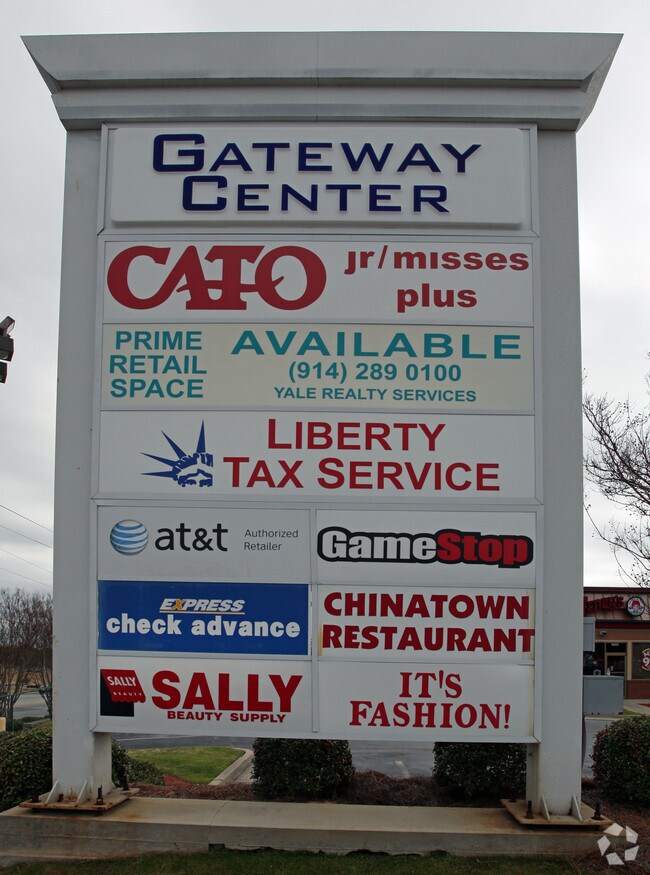 GATEWAY
CENTER
CATO
jr/misses
plus
PRIME
RETAIL
SPACE
AVAILABLE
(914) 289 0100
YALE REALTY SERVICES
LIBERTY
TAX SERVICE
at&t
Authorized
Retailer
GameStop
EXPRESS
check advance
CHINATOWN
RESTAURANT
SALLY
BEAUTY
SALLY
BEAUTY SUPPLY
IT'S
FASHION!